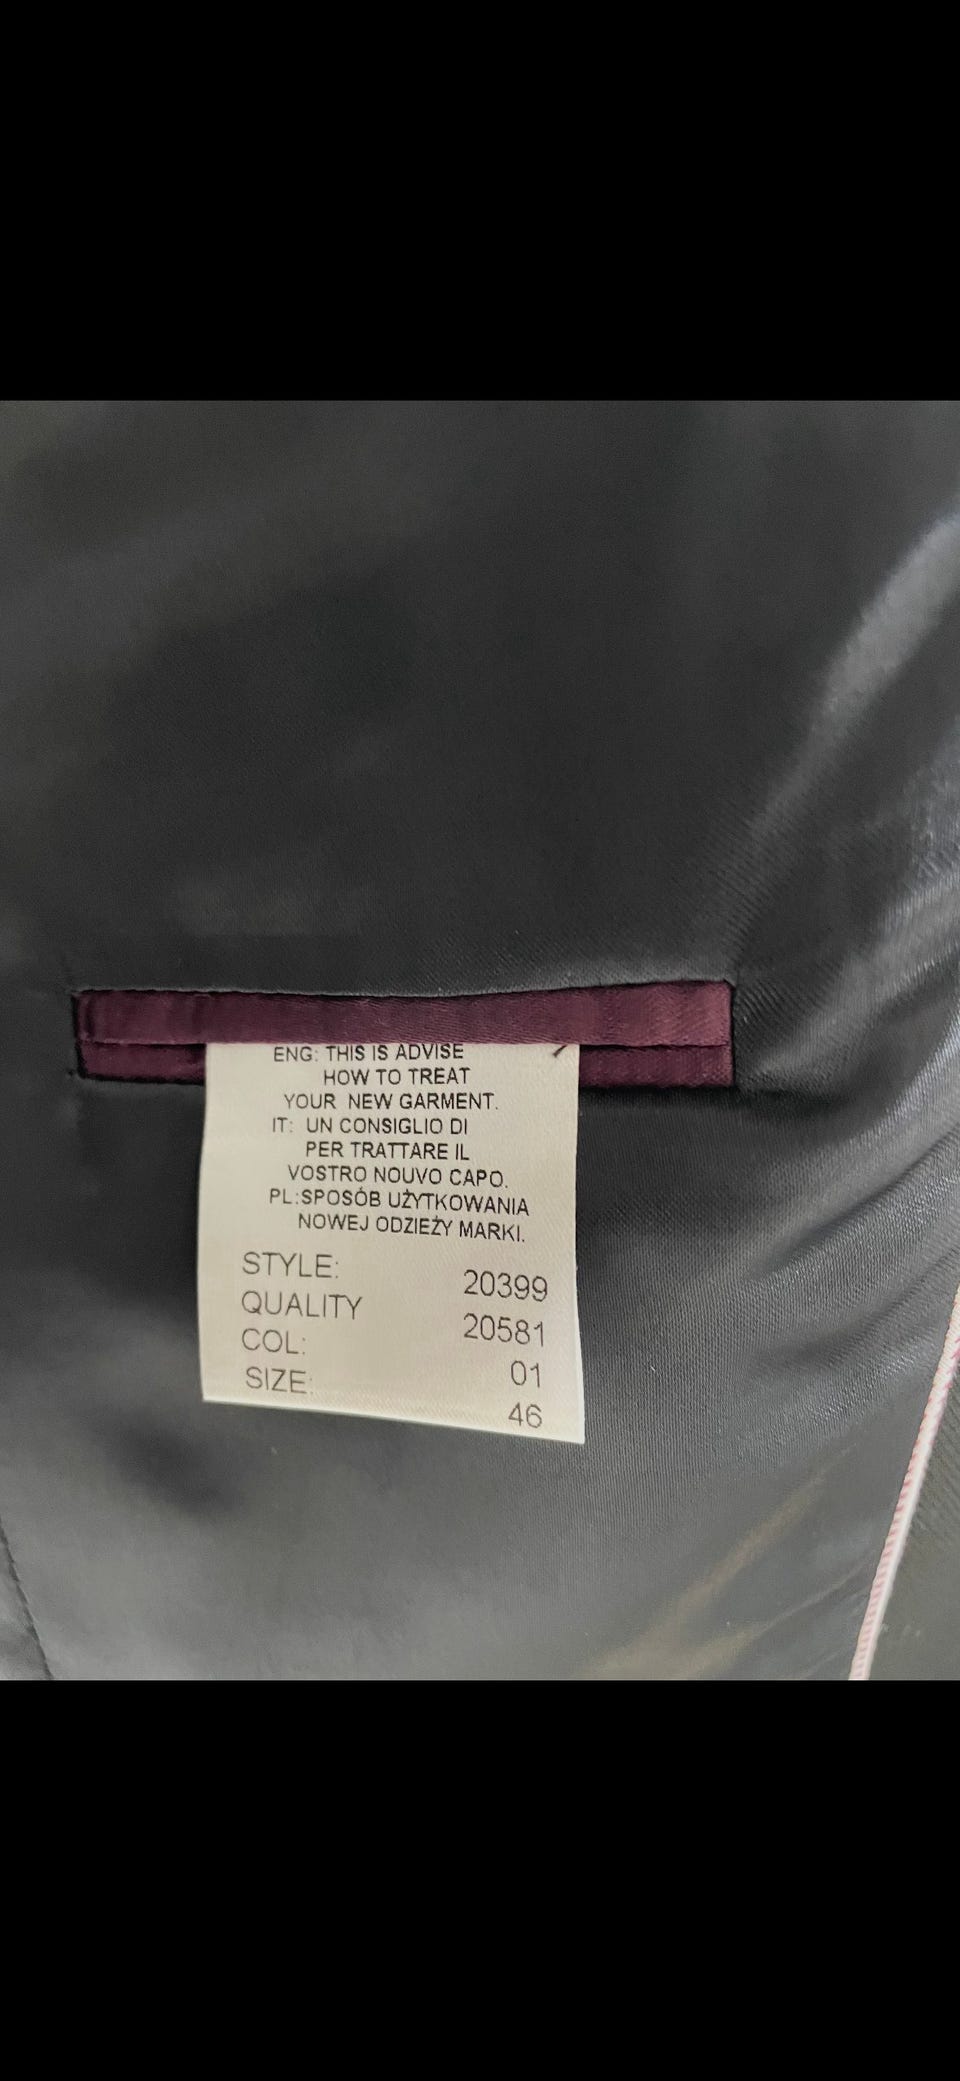 ENG: THIS IS ADVISE
HOW TO TREAT
YOUR NEW GARMENT.
IT: UN CONSIGLIO DI
PER TRATTARE IL
VOSTRO NOUVO CAPO.
PL:SPOSÓB UŻYTKOWANIA
NOWEJ ODZIEŻY MARKI.
STYLE: 20399
QUALITY 20581
COL: 01
SIZE: 46